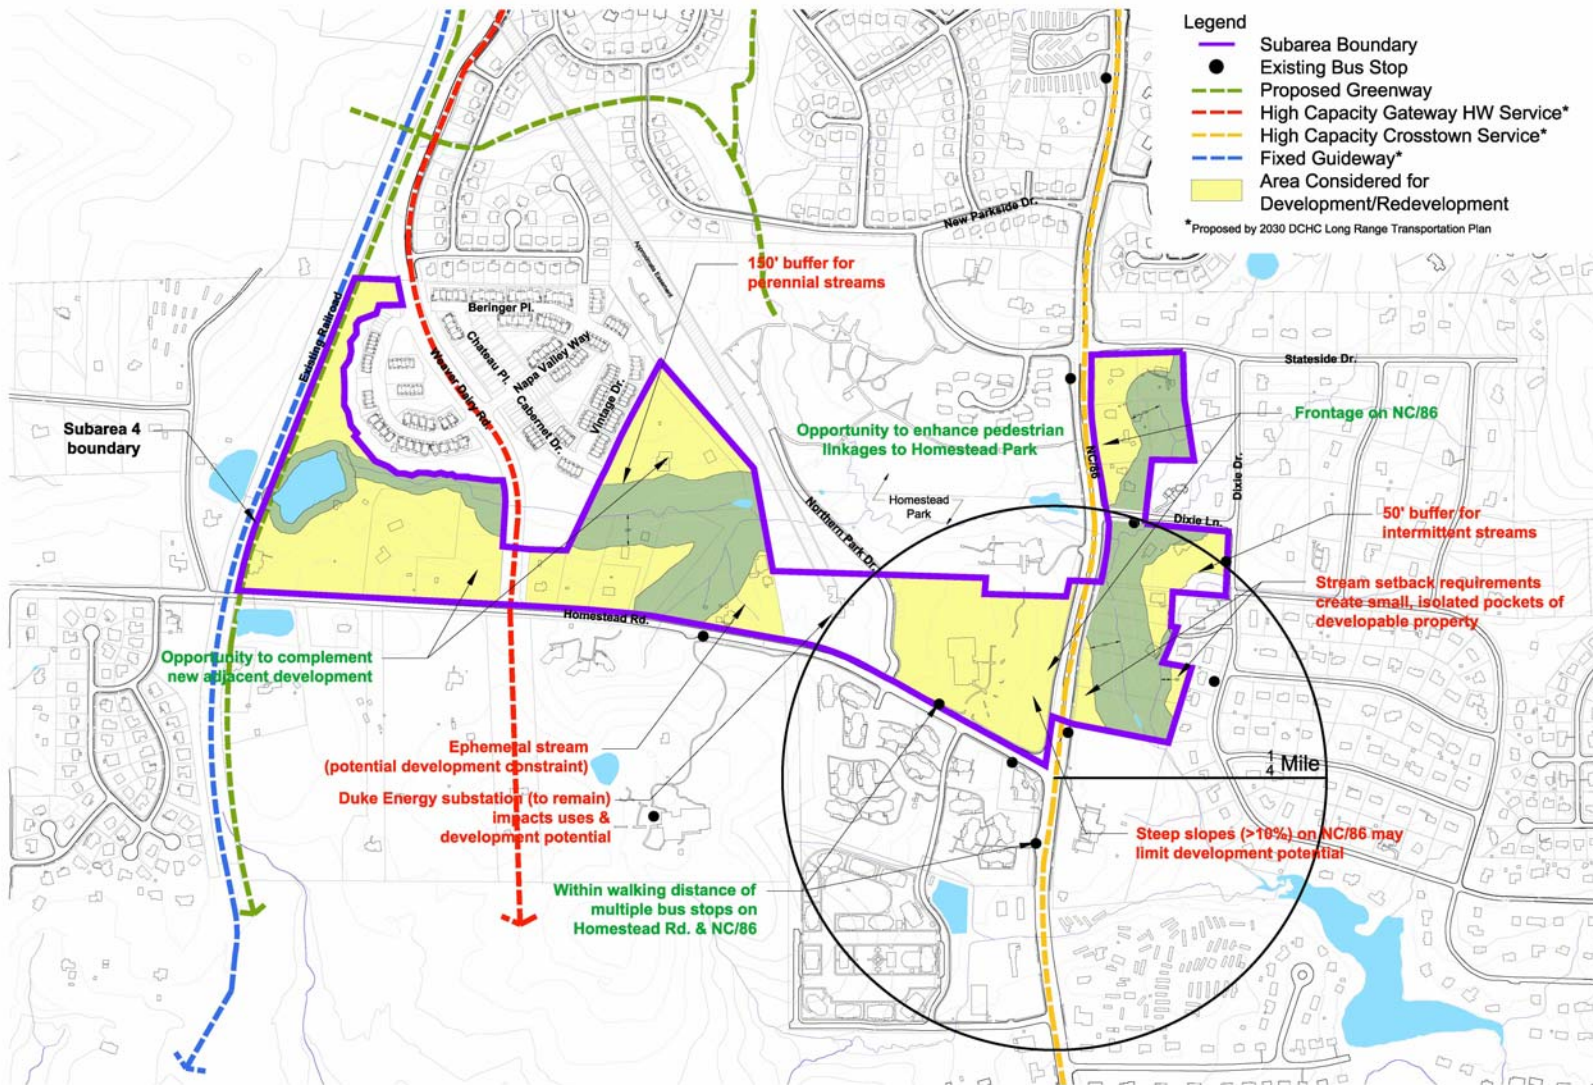 Legend
Subarea Boundary
Existing Bus Stop
Proposed Greenway
High Capacity Gateway HW Service*
High Capacity Crosstown Service*
Fixed Guideway*
Area Considered for
Development/Redevelopment
*Proposed by 2030 DCHC Long Range Transportation Plan
New Parkside Dr.
Approximate Easement
150' buffer for
perennial streams
Existing Railroad
Beringer Pl.
Chateau Pl.
Napa Valley Way
Weaver Dairy Rd.
Cabernet Dr.
Vintage Dr.
Stateside Dr.
Subarea 4
boundary
Opportunity to enhance pedestrian
linkages to Homestead Park
Frontage on NC/86
NC/86
Dixie Dr.
Homestead
Park
Northern Park Dr.
Dixie Ln.
50' buffer for
intermittent streams
Stream setback requirements
create small, isolated pockets of
developable property
Homestead Rd.
Opportunity to complement
new adjacent development
Ephemeral stream
(potential development constraint)
Duke Energy substation (to remain)
impacts uses &
development potential
1/4 Mile
Steep slopes (>10%) on NC/86 may
limit development potential
Within walking distance of
multiple bus stops on
Homestead Rd. & NC/86